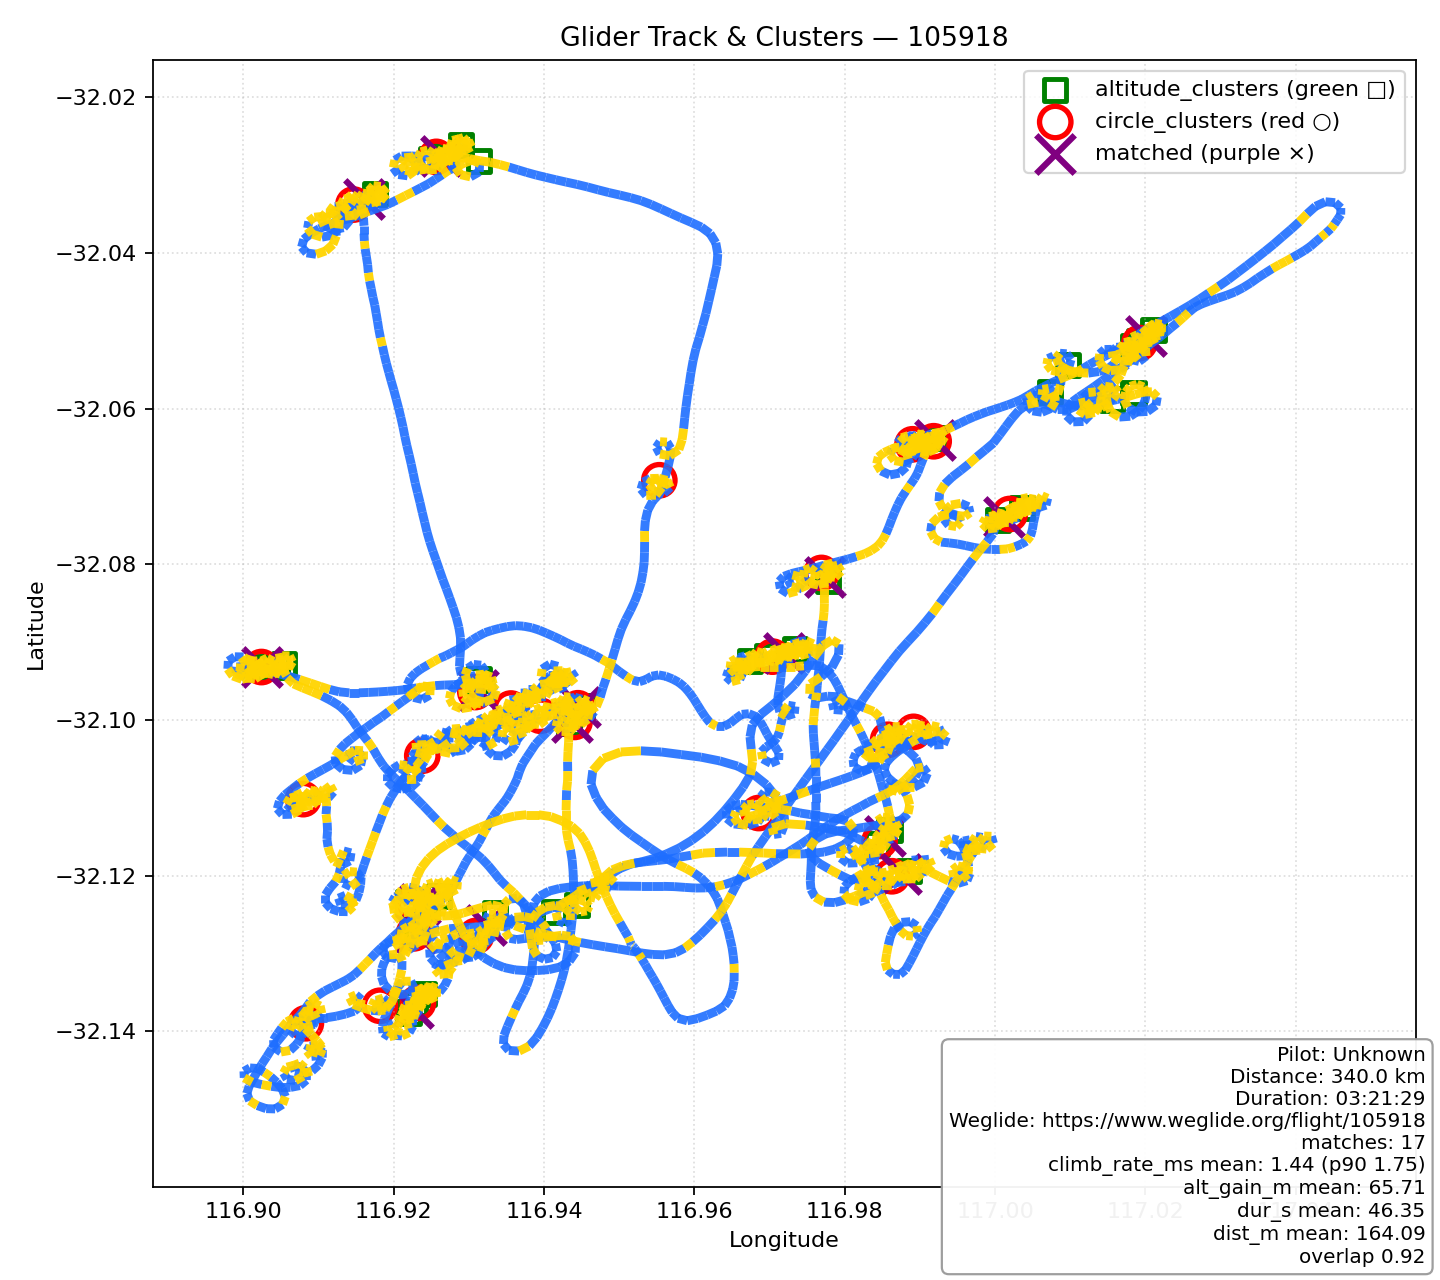 Glider Track & Clusters — 105918
altitude_clusters (green □)
circle_clusters (red ○)
matched (purple ×)
−32.02
−32.04
−32.06
−32.08
−32.10
−32.12
−32.14
Latitude
116.90
116.92
116.94
116.96
116.98
117.00
117.02
Longitude
Pilot: Unknown
Distance: 340.0 km
Duration: 03:21:29
Weglide: https://www.weglide.org/flight/105918
matches: 17
climb_rate_ms mean: 1.44 (p90 1.75)
alt_gain_m mean: 65.71
dur_s mean: 46.35
dist_m mean: 164.09
overlap 0.92